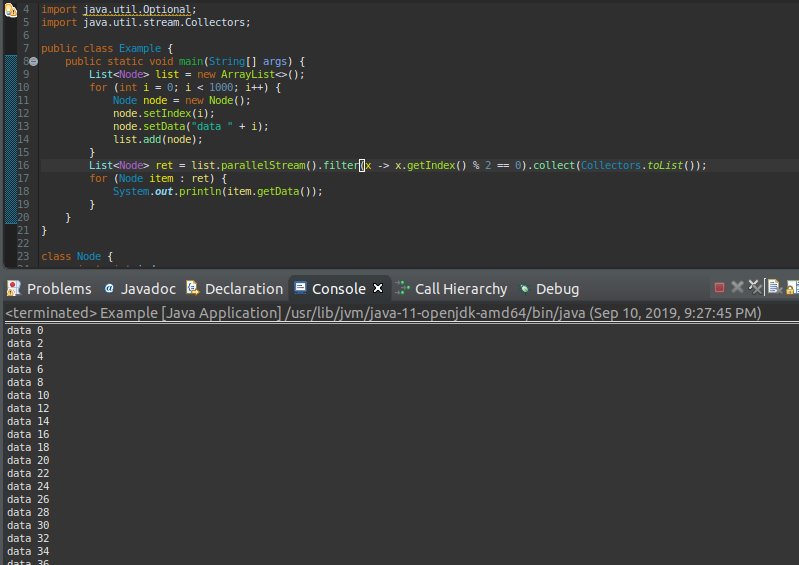 4 import java.util.Optional;
5 import java.util.stream.Collectors;
6
7 public class Example {
8 public static void main(String[] args) {
9 List<Node> list = new ArrayList<>();
10 for (int i = 0; i < 1000; i++) {
11 Node node = new Node();
12 node.setIndex(i);
13 node.setData("data " + i);
14 list.add(node);
15 }
16 List<Node> ret = list.parallelStream().filter(x -> x.getIndex() % 2 == 0).collect(Collectors.toList());
17 for (Node item : ret) {
18 System.out.println(item.getData());
19 }
20 }
21 }
22
23 class Node {
Problems Javadoc Declaration Console Call Hierarchy Debug
<terminated> Example [Java Application] /usr/lib/jvm/java-11-openjdk-amd64/bin/java (Sep 10, 2019, 9:27:45 PM)
data 0
data 2
data 4
data 6
data 8
data 10
data 12
data 14
data 16
data 18
data 20
data 22
data 24
data 26
data 28
data 30
data 32
data 34
data 36